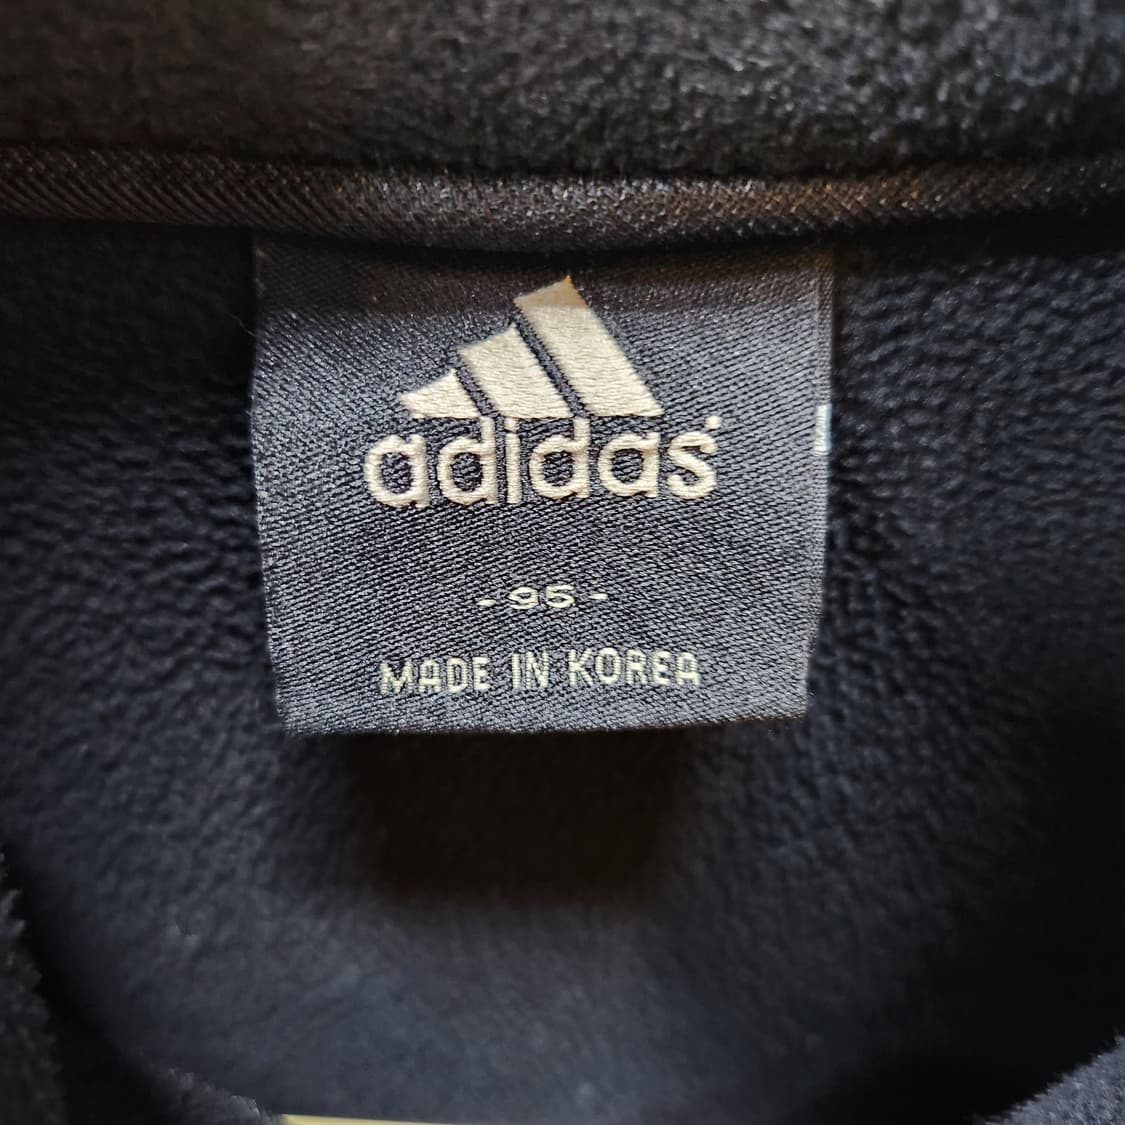 adidas
-95-
MADE IN KOREA